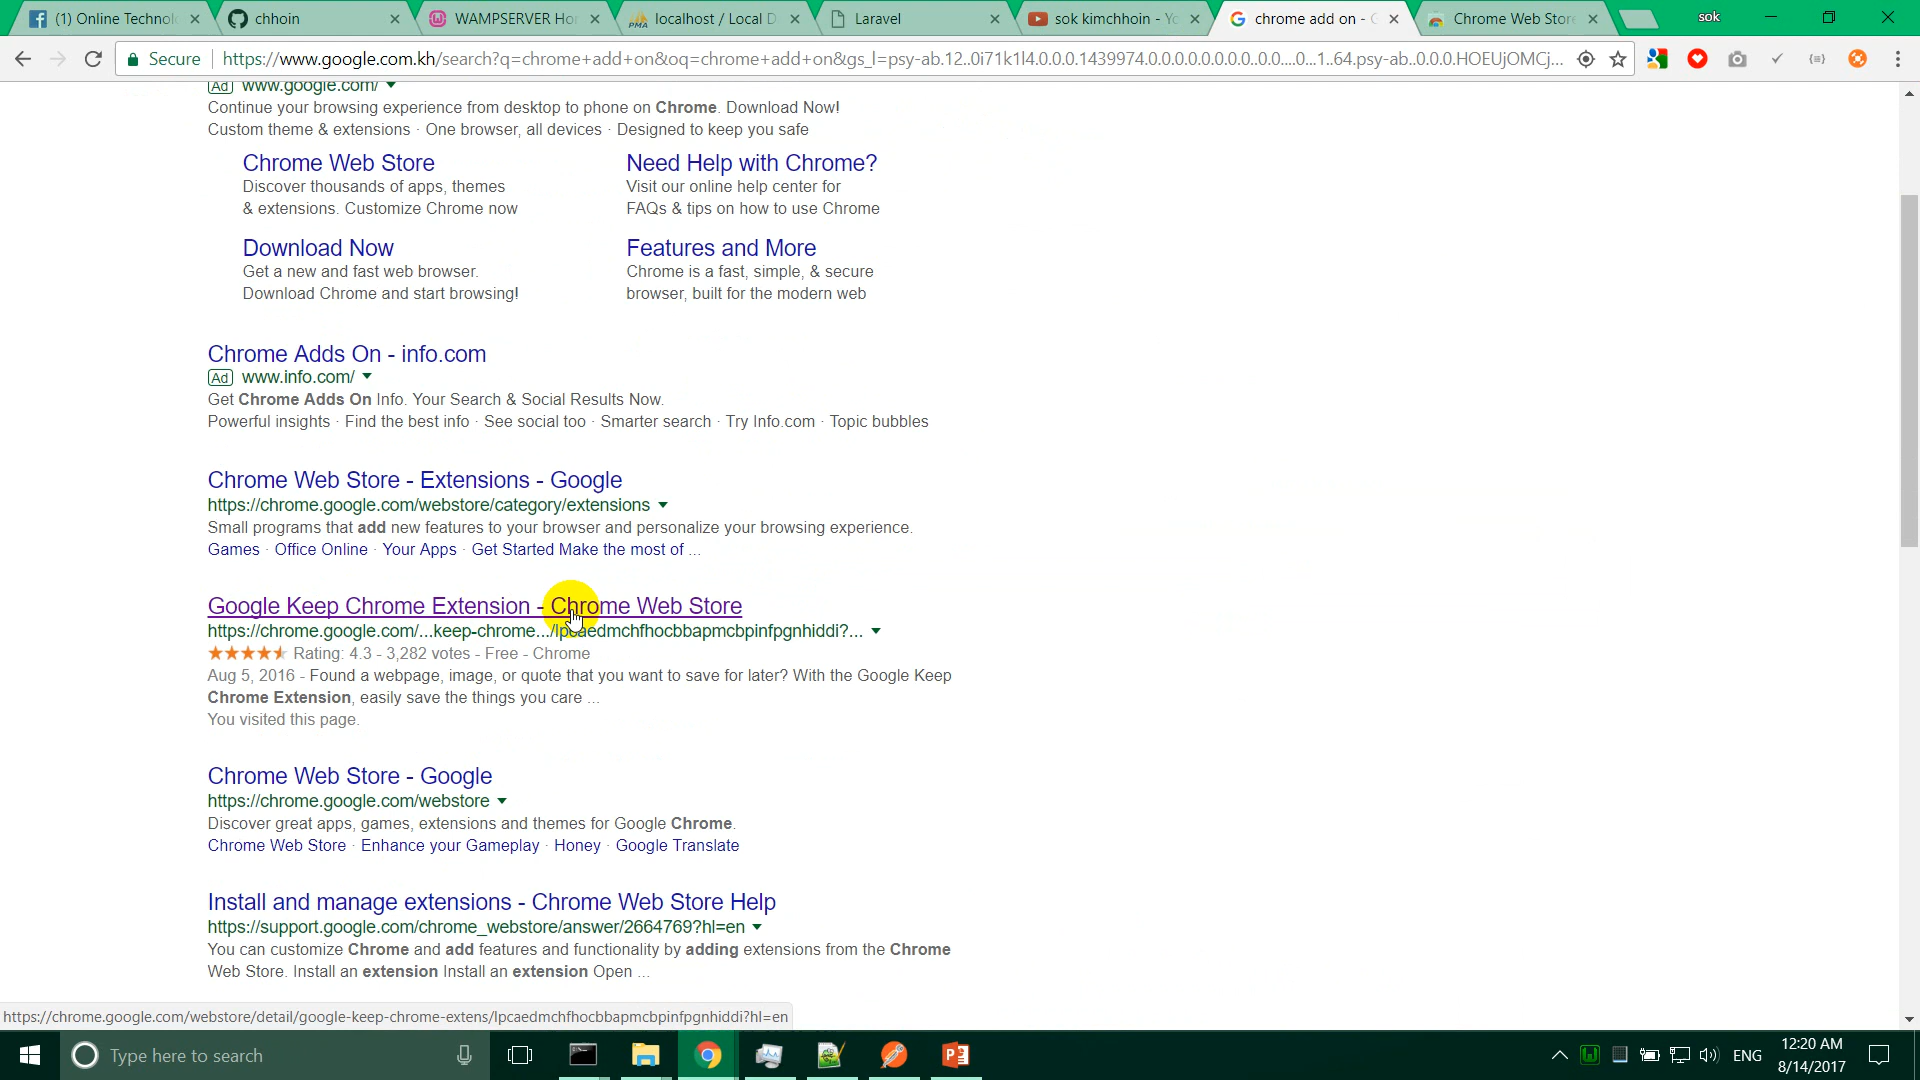 (1) Online Technol
chhoin
WAMPSERVER Ho
localhost / Local D
Laravel
sok kimchhoin - Yo
chrome add on - G
Chrome Web Store
sok
Secure
https://www.google.com.kh/search?q=chrome+add+on&oq=chrome+add+on&gs_l=psy-ab.12..0i71k1l4.0.0.0.1439974.0.0.0.0.0.0.0.0..0.0....0...1..64.psy-ab..0.0.0.HOEUjOMCj...
Ad www.google.com/
Continue your browsing experience from desktop to phone on Chrome. Download Now!
Custom theme & extensions · One browser, all devices · Designed to keep you safe
Chrome Web Store
Discover thousands of apps, themes
& extensions. Customize Chrome now
Need Help with Chrome?
Visit our online help center for
FAQs & tips on how to use Chrome
Download Now
Get a new and fast web browser.
Download Chrome and start browsing!
Features and More
Chrome is a fast, simple, & secure
browser, built for the modern web
Chrome Adds On - info.com
Ad www.info.com/
Get Chrome Adds On Info. Your Search & Social Results Now.
Powerful insights · Find the best info · See social too · Smarter search · Try Info.com · Topic bubbles
Chrome Web Store - Extensions - Google
https://chrome.google.com/webstore/category/extensions
Small programs that add new features to your browser and personalize your browsing experience.
Games · Office Online · Your Apps · Get Started Make the most of ...
Google Keep Chrome Extension - Chrome Web Store
https://chrome.google.com/...keep-chrome.../lpcaedmchfhocbbapmcbpinfpgnhiddi?...
Rating: 4.3 - 3,282 votes - Free - Chrome
Aug 5, 2016 - Found a webpage, image, or quote that you want to save for later? With the Google Keep
Chrome Extension, easily save the things you care ...
You visited this page.
Chrome Web Store - Google
https://chrome.google.com/webstore
Discover great apps, games, extensions and themes for Google Chrome.
Chrome Web Store · Enhance your Gameplay · Honey · Google Translate
Install and manage extensions - Chrome Web Store Help
https://support.google.com/chrome_webstore/answer/2664769?hl=en
You can customize Chrome and add features and functionality by adding extensions from the Chrome
Web Store. Install an extension Install an extension Open ...
https://chrome.google.com/webstore/detail/google-keep-chrome-extens/lpcaedmchfhocbbapmcbpinfpgnhiddi?hl=en
Type here to search
ENG
12:20 AM
8/14/2017